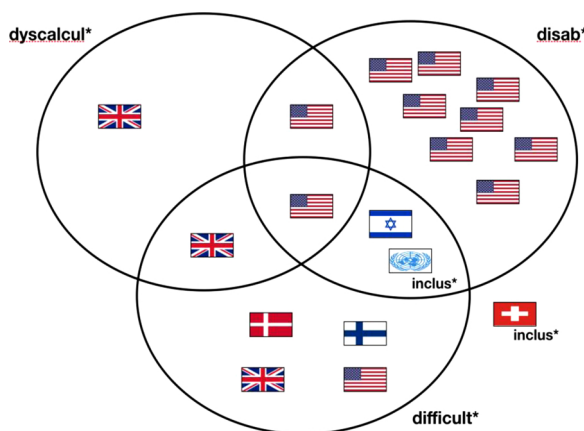 dyscalcul*
disab*
inclus*
inclus*
difficult*